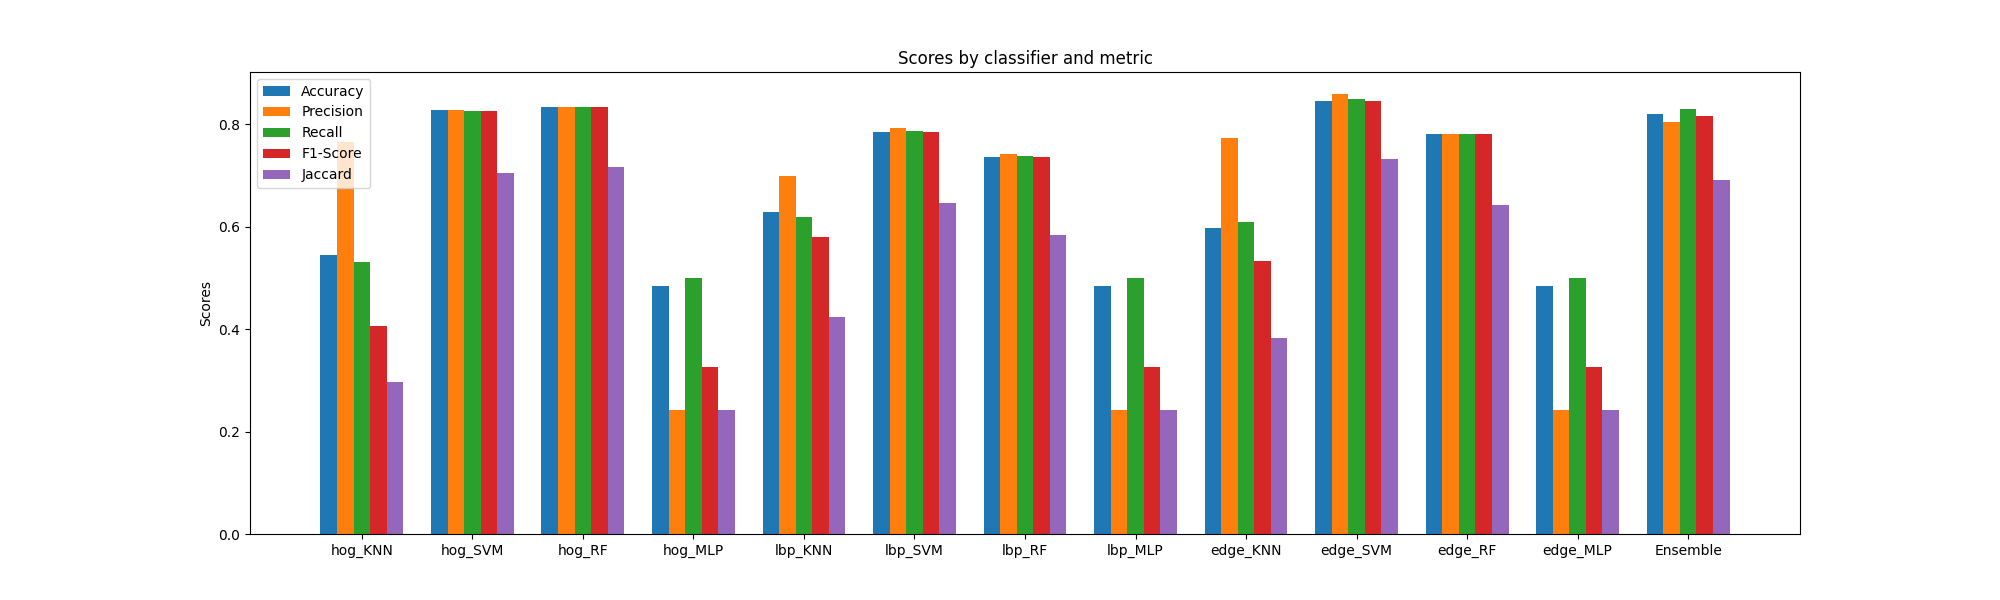 Scores by classifier and metric
Accuracy
Precision
Recall
F1-Score
Jaccard
Scores
0.8
0.6
0.4
0.2
0.0
hog_KNN hog_SVM hog_RF hog_MLP lbp_KNN lbp_SVM lbp_RF lbp_MLP edge_KNN edge_SVM edge_RF edge_MLP Ensemble